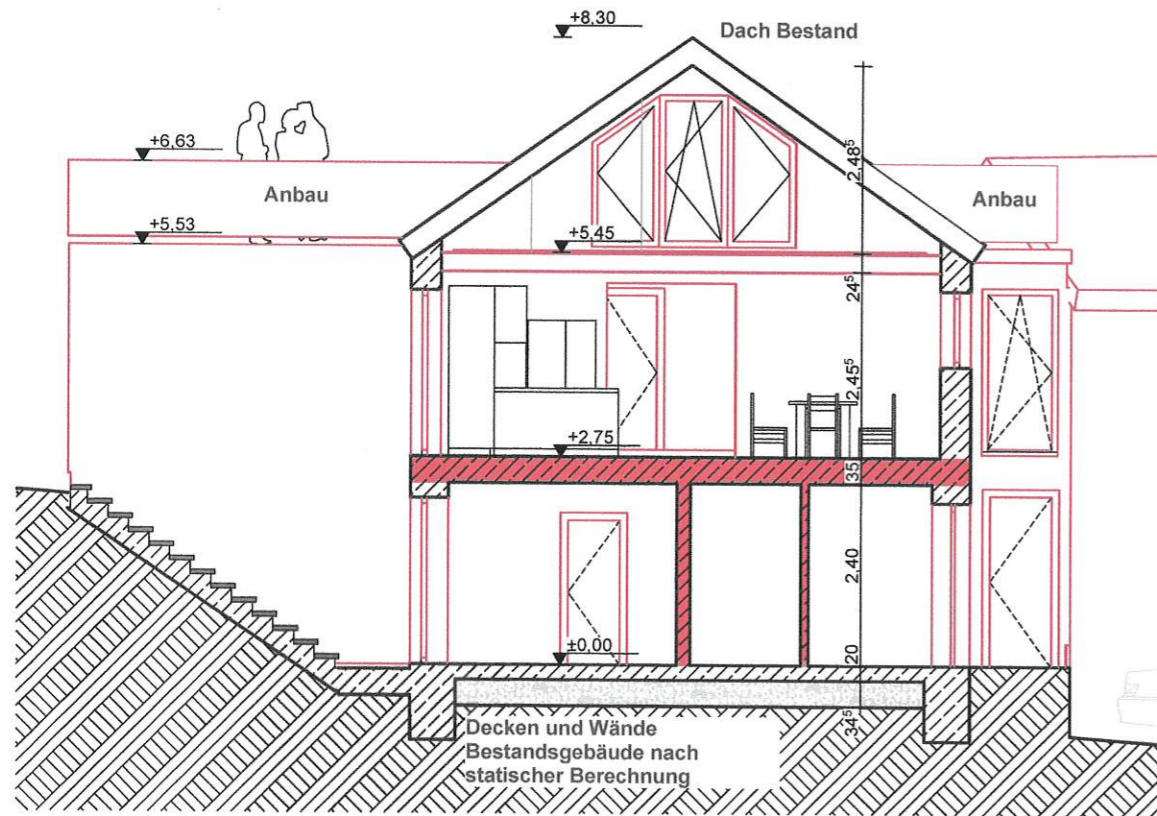 +8,30
Dach Bestand
+6,63
2,48⁵
Anbau
Anbau
+5,53
+5,45
24⁵
2,45⁵
+2,75
35
2,40
±0,00
20
34⁵
Decken und Wände
Bestandsgebäude nach
statischer Berechnung